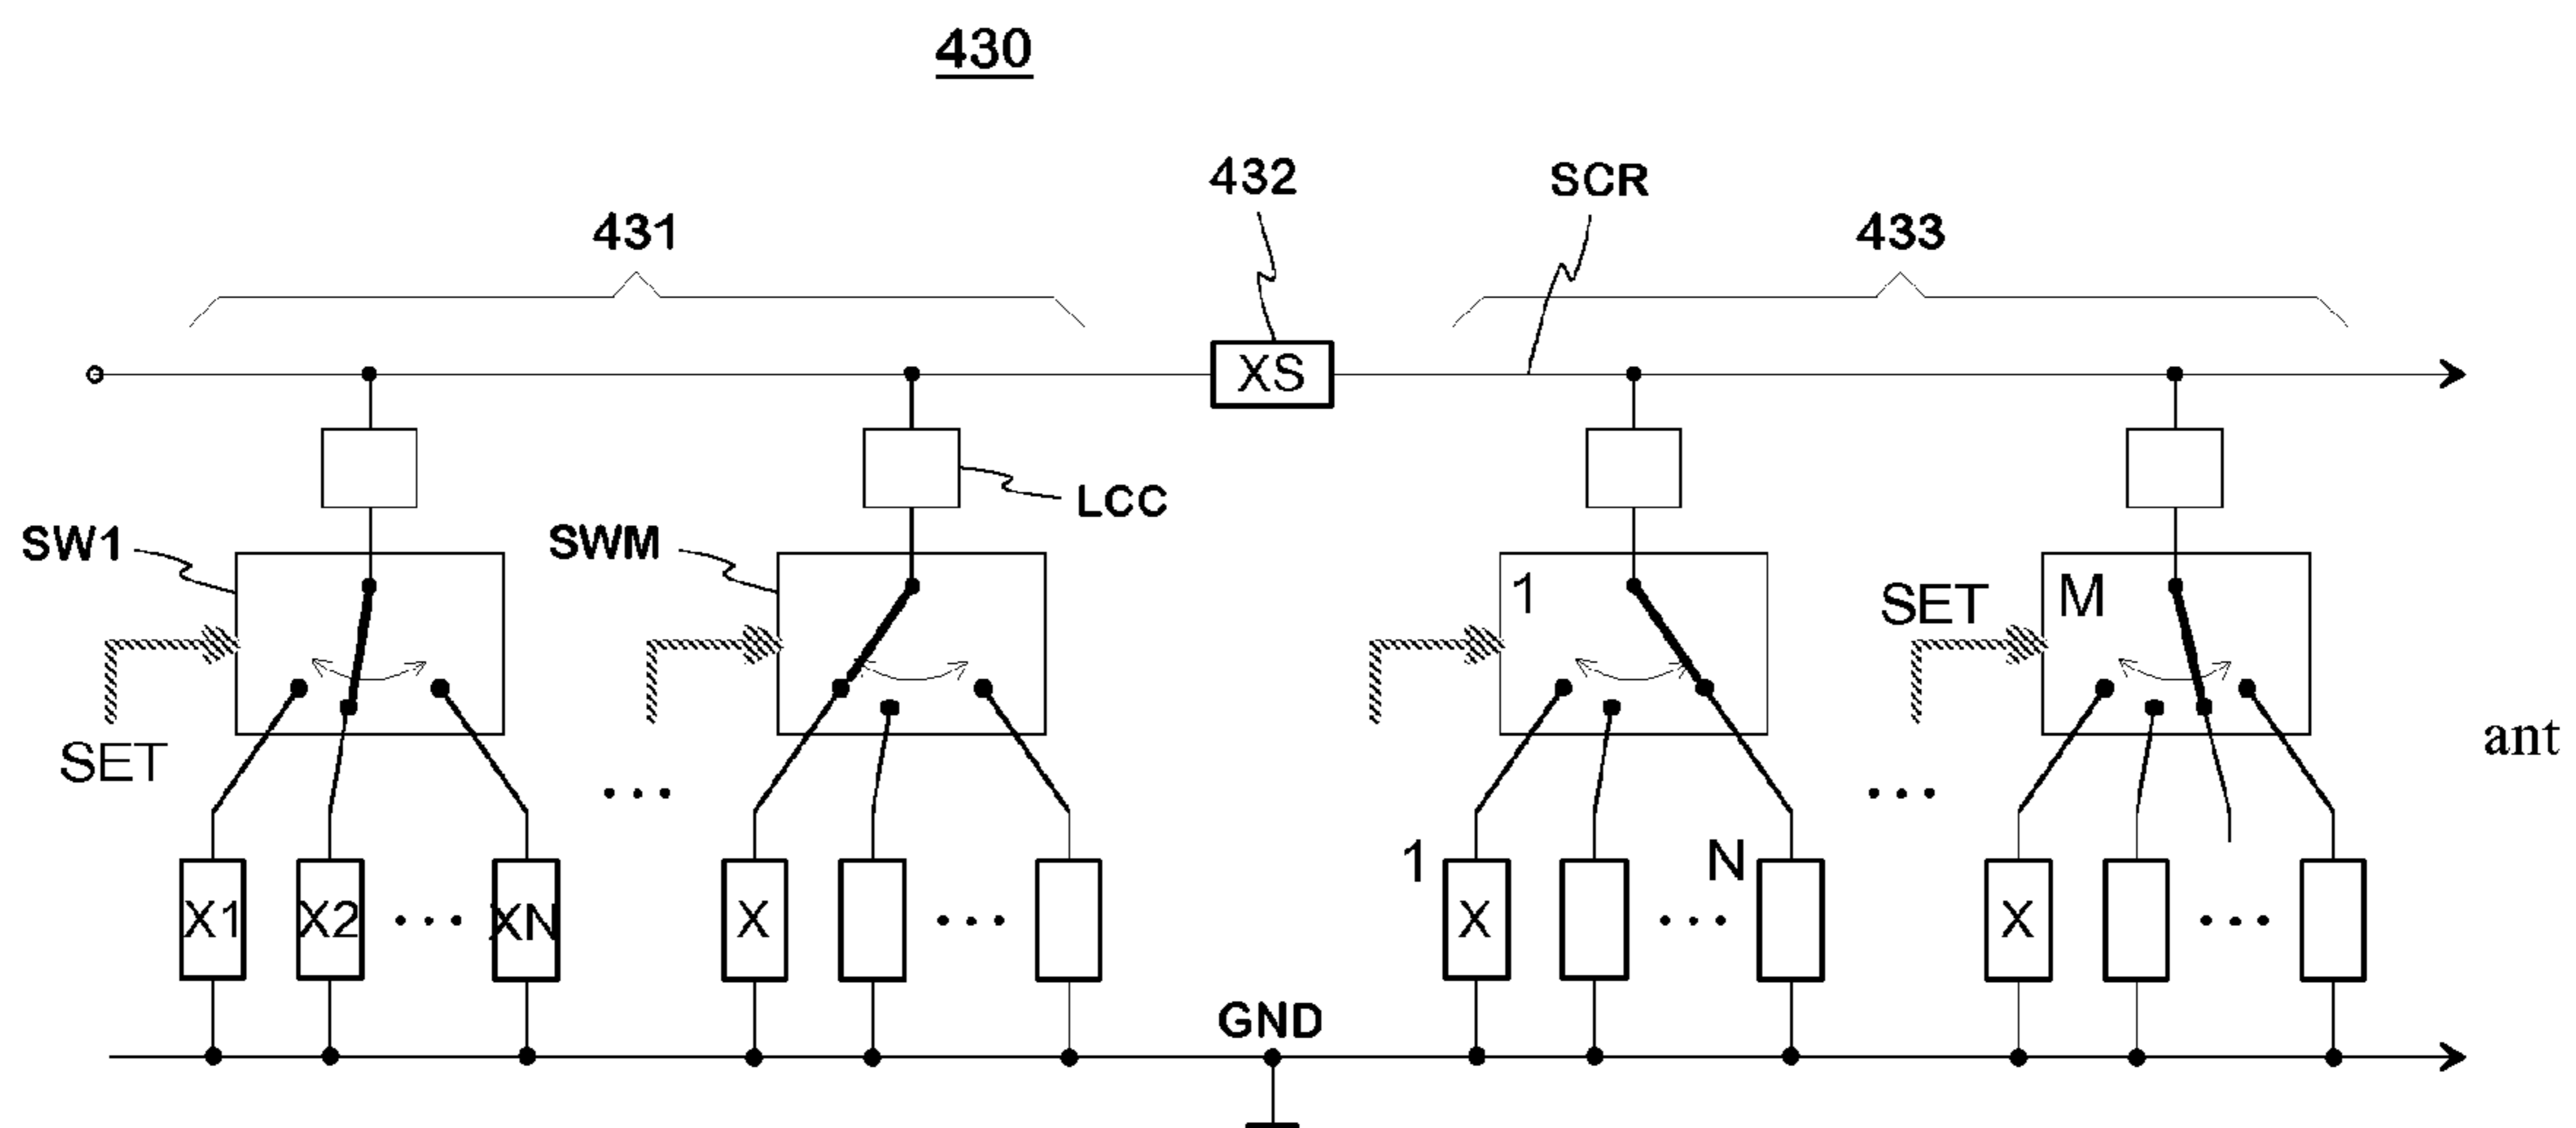 430
432
SCR
431
433
XS
LCC
SW1
SWM
1
SET
M
SET
ant
...
...
1
N
X1
X2
...
XN
X
...
X
...
X
...
GND